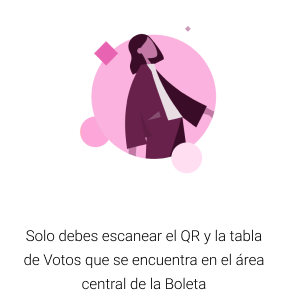 Solo debes escanear el QR y la tabla
de Votos que se encuentra en el área
central de la Boleta